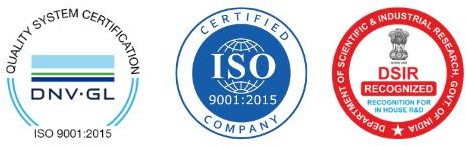 QUALITY SYSTEM CERTIFICATION
DNV·GL
ISO 9001:2015
CERTIFIED
ISO
9001:2015
COMPANY
DEPARTMENT OF SCIENTIFIC & INDUSTRIAL RESEARCH, GOVT. OF INDIA
DSIR
RECOGNIZED
RECOGNITION FOR
IN HOUSE R&D